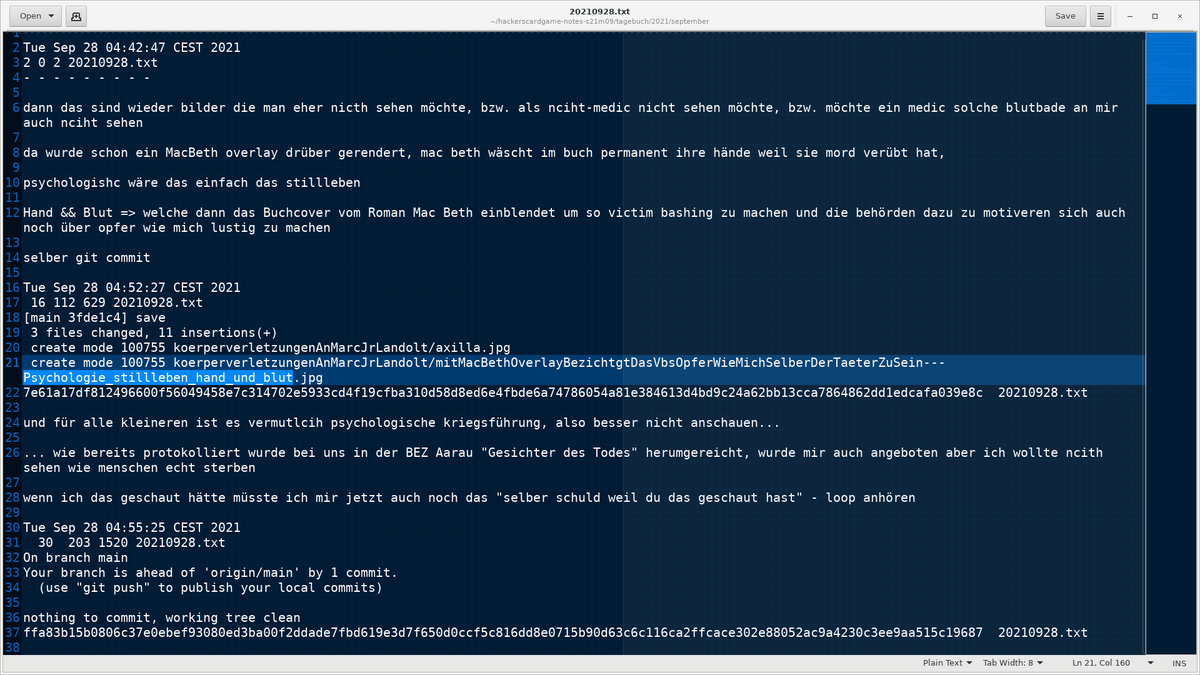 Open
20210928.txt
~/hackerscardgame-notes-s21m09/tagebuch/2021/september
Save
1
2 Tue Sep 28 04:42:47 CEST 2021
3 2 0 2 20210928.txt
4 - - - - - - - - -
5
6 dann das sind wieder bilder die man eher nicth sehen möchte, bzw. als nciht-medic nicht sehen möchte, bzw. möchte ein medic solche blutbade an mir
auch nciht sehen
7
8 da wurde schon ein MacBeth overlay drüber gerendert, mac beth wäscht im buch permanent ihre hände weil sie mord verübt hat,
9
10 psychologishc wäre das einfach das stillleben
11
12 Hand && Blut => welche dann das Buchcover vom Roman Mac Beth einblendet um so victim bashing zu machen und die behörden dazu zu motiveren sich auch
noch über opfer wie mich lustig zu machen
13
14 selber git commit
15
16 Tue Sep 28 04:52:27 CEST 2021
17 16 112 629 20210928.txt
18 [main 3fde1c4] save
19 3 files changed, 11 insertions(+)
20 create mode 100755 koerperverletzungenAnMarcJrLandolt/axilla.jpg
21 create mode 100755 koerperverletzungenAnMarcJrLandolt/mitMacBethOverlayBezichtgtDasVbsOpferWieMichSelberDerTaeterZuSein---
Psychologie_stillleben_hand_und_blut.jpg
22 7e61a17df812496600f56049458e7c314702e5933cd4f19cfba310d58d8ed6e4fbde6a74786054a81e384613d4bd9c24a62bb13cca7864862dd1edcafa039e8c 20210928.txt
23
24 und für alle kleineren ist es vermutlcih psychologische kriegsführung, also besser nicht anschauen...
25
26 ... wie bereits protokolliert wurde bei uns in der BEZ Aarau "Gesichter des Todes" herumgereicht, wurde mir auch angeboten aber ich wollte ncith
sehen wie menschen echt sterben
27
28 wenn ich das geschaut hätte müsste ich mir jetzt auch noch das "selber schuld weil du das geschaut hast" - loop anhören
29
30 Tue Sep 28 04:55:25 CEST 2021
31 30 203 1520 20210928.txt
32 On branch main
33 Your branch is ahead of 'origin/main' by 1 commit.
34 (use "git push" to publish your local commits)
35
36 nothing to commit, working tree clean
37 ffa83b15b0806c37e0ebef93080ed3ba00f2ddade7fbd619e3d7f650d0ccf5c816dd8e0715b90d63c6c116ca2ffcace302e88052ac9a4230c3ee9aa515c19687 20210928.txt
38
Plain Text
Tab Width: 8
Ln 21, Col 160
INS